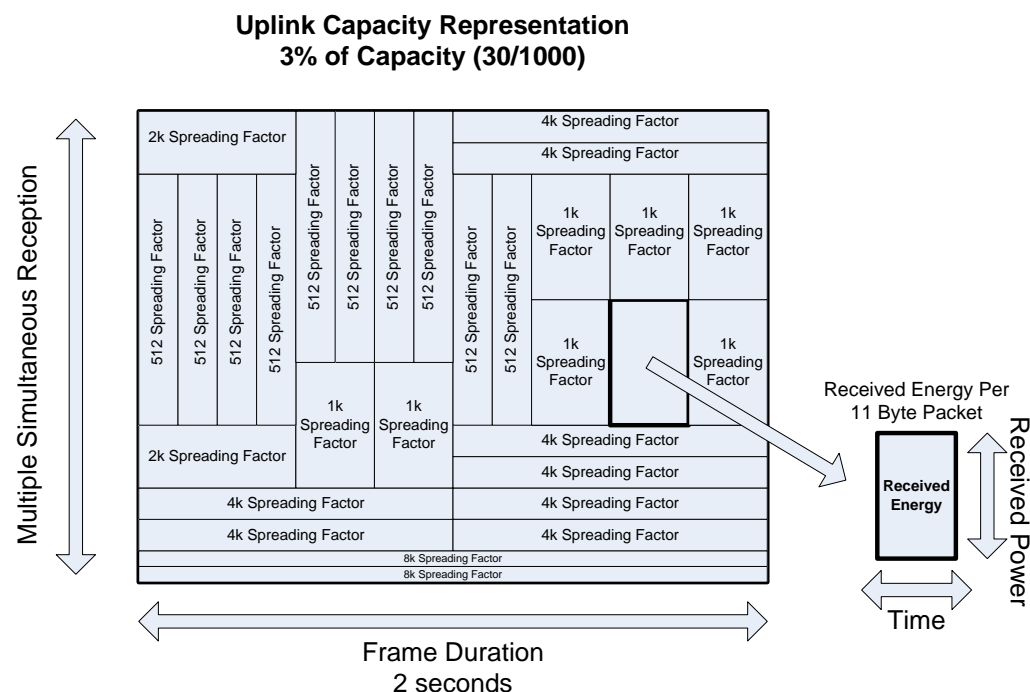 Uplink Capacity Representation
3% of Capacity (30/1000)
Multiple Simultaneous Reception
2k Spreading Factor
512 Spreading Factor
512 Spreading Factor
512 Spreading Factor
512 Spreading Factor
2k Spreading Factor
512 Spreading Factor
512 Spreading Factor
512 Spreading Factor
512 Spreading Factor
1k
Spreading
Factor
1k
Spreading
Factor
4k Spreading Factor
4k Spreading Factor
512 Spreading Factor
512 Spreading Factor
1k
Spreading
Factor
1k
Spreading
Factor
1k
Spreading
Factor
1k
Spreading
Factor
1k
Spreading
Factor
4k Spreading Factor
4k Spreading Factor
4k Spreading Factor
4k Spreading Factor
4k Spreading Factor
4k Spreading Factor
8k Spreading Factor
8k Spreading Factor
Frame Duration
2 seconds
Received Energy Per
11 Byte Packet
Received
Energy
Received Power
Time